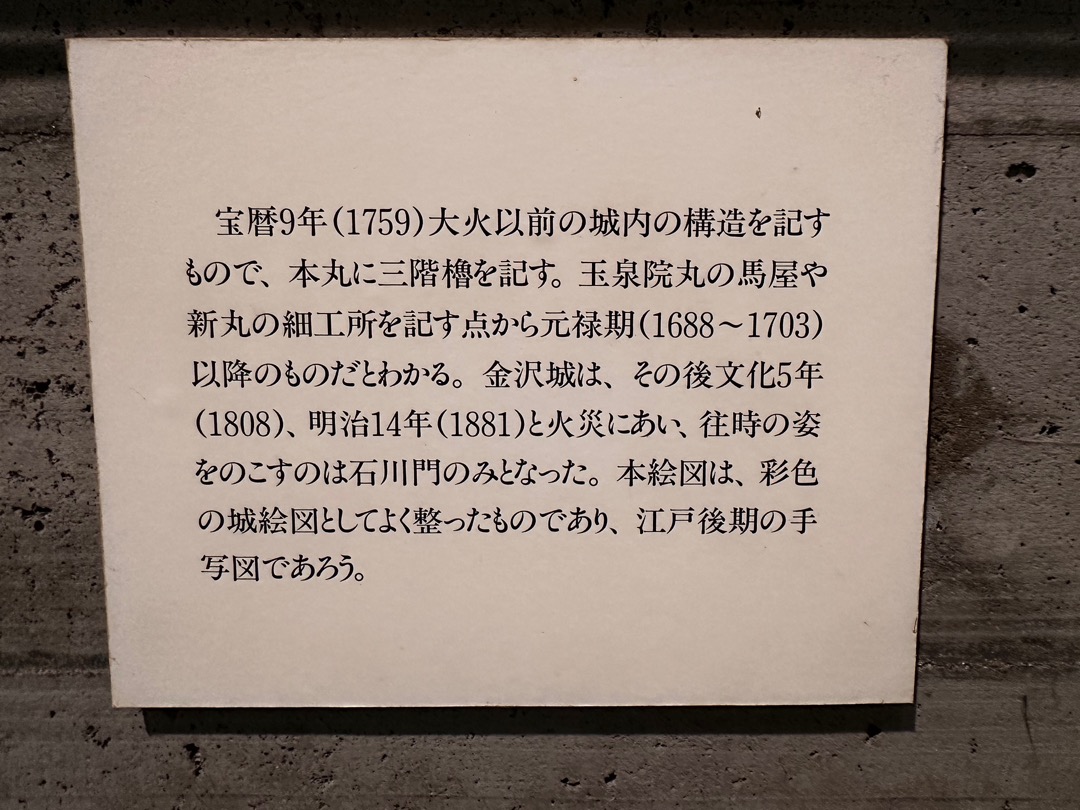 宝暦9年(1759)大火以前の城内の構造を記す
もので、本丸に三階櫓を記す。玉泉院丸の馬屋や
新丸の細工所を記す点から元禄期(1688〜1703)
以降のものだとわかる。金沢城は、その後文化5年
(1808)、明治14年(1881)と火災にあい、往時の姿
をのこすのは石川門のみとなった。本絵図は、彩色
の城絵図としてよく整ったものであり、江戸後期の手
写図であろう。